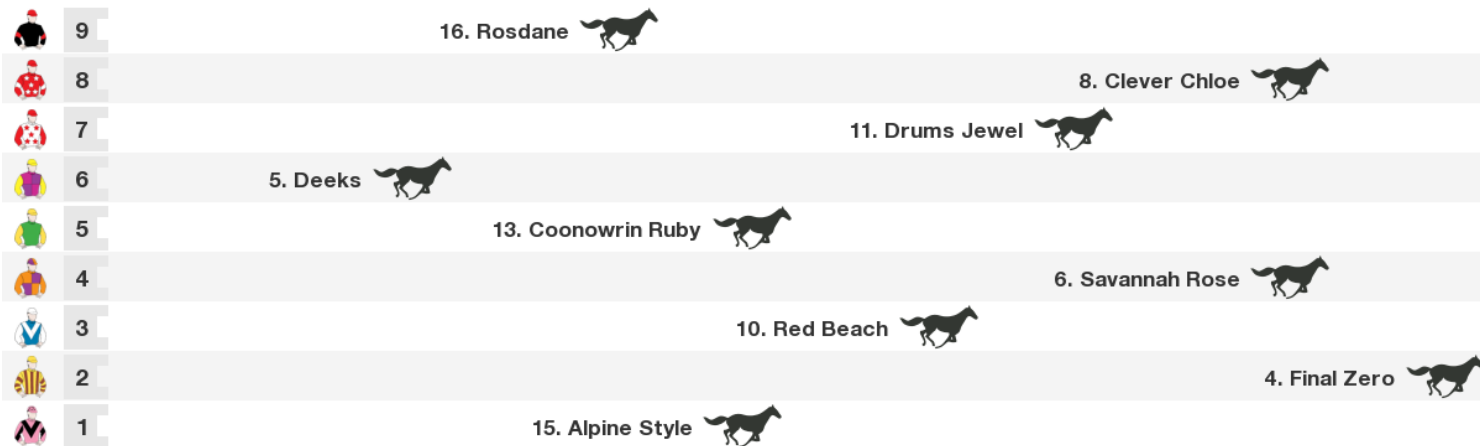 9 16. Rosdane
8 8. Clever Chloe
7 11. Drums Jewel
6 5. Deeks
5 13. Coonowrin Ruby
4 6. Savannah Rose
3 10. Red Beach
2 4. Final Zero
1 15. Alpine Style